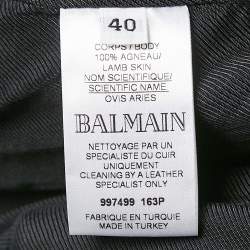 40
CORPS/BODY
100% AGNEAU/
LAMB SKIN
NOM SCIENTIFIQUE/
SCIENTIFIC NAME
OVIS ARIES
BALMAIN
NETTOYAGE PAR UN
SPECIALISTE DU CUIR
UNIQUEMENT
CLEANING BY A LEATHER
SPECIALIST ONLY
997499 163P
FABRIQUE EN TURQUIE
MADE IN TURKEY